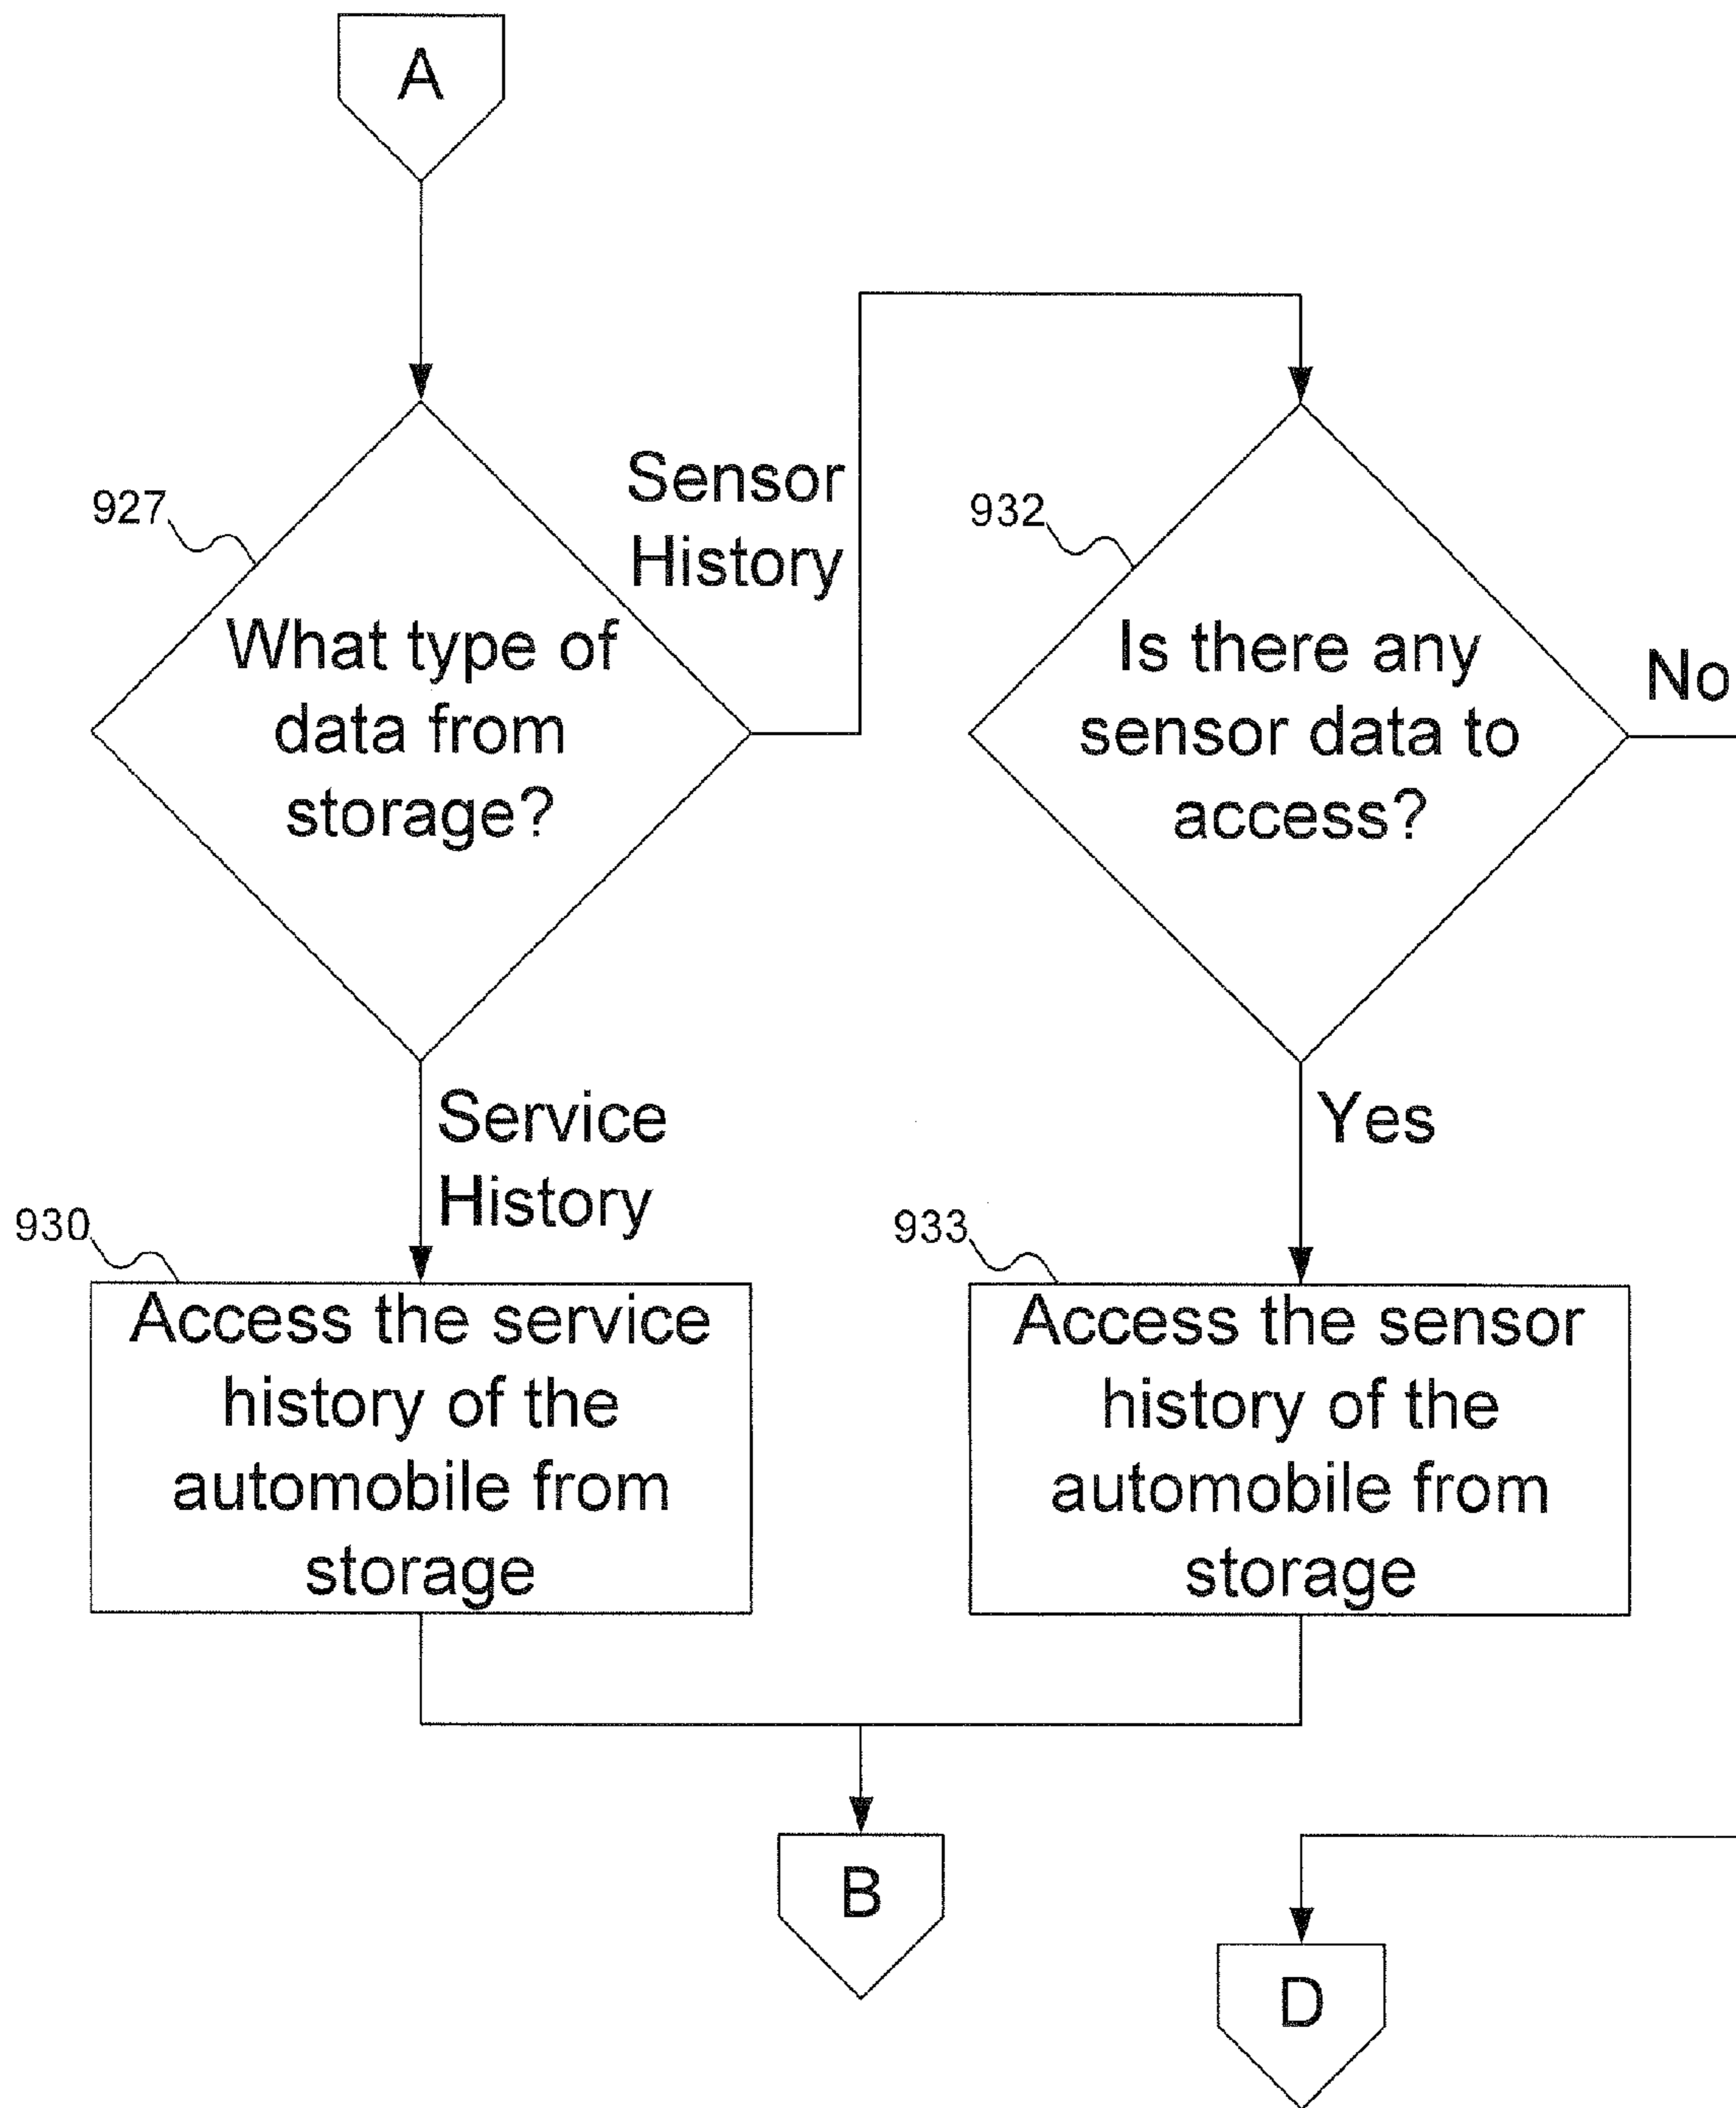 A
927
What type of
data from
storage?
Sensor
History
932
Is there any
sensor data to
access?
No
Service
History
Yes
930
Access the service
history of the
automobile from
storage
933
Access the sensor
history of the
automobile from
storage
B
D